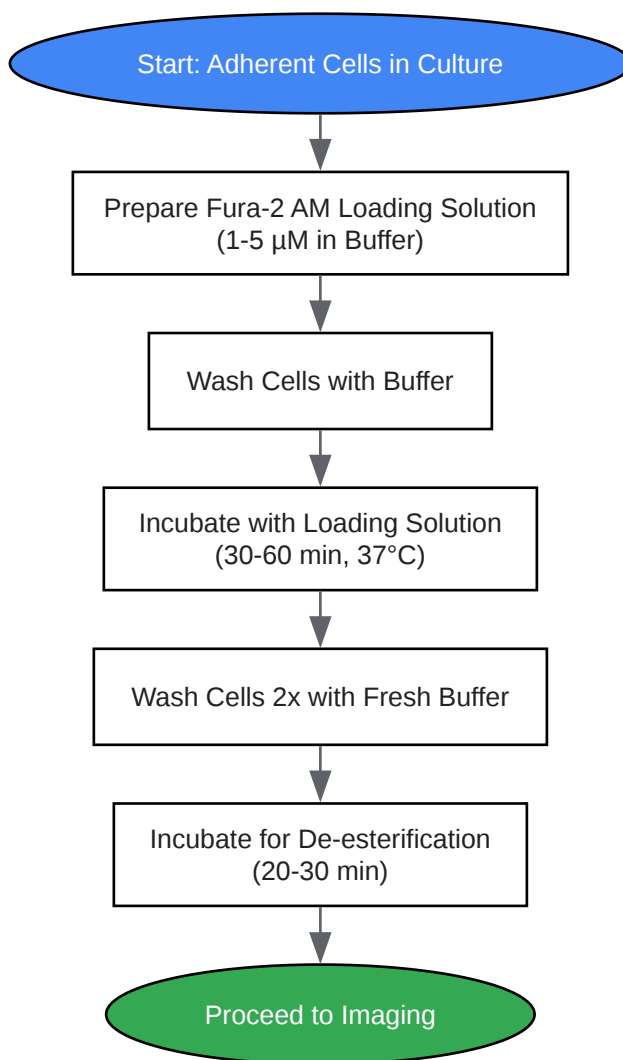 Start: Adherent Cells in Culture
Prepare Fura-2 AM Loading Solution
(1-5 µM in Buffer)
Wash Cells with Buffer
Incubate with Loading Solution
(30-60 min, 37°C)
Wash Cells 2x with Fresh Buffer
Incubate for De-esterification
(20-30 min)
Proceed to Imaging